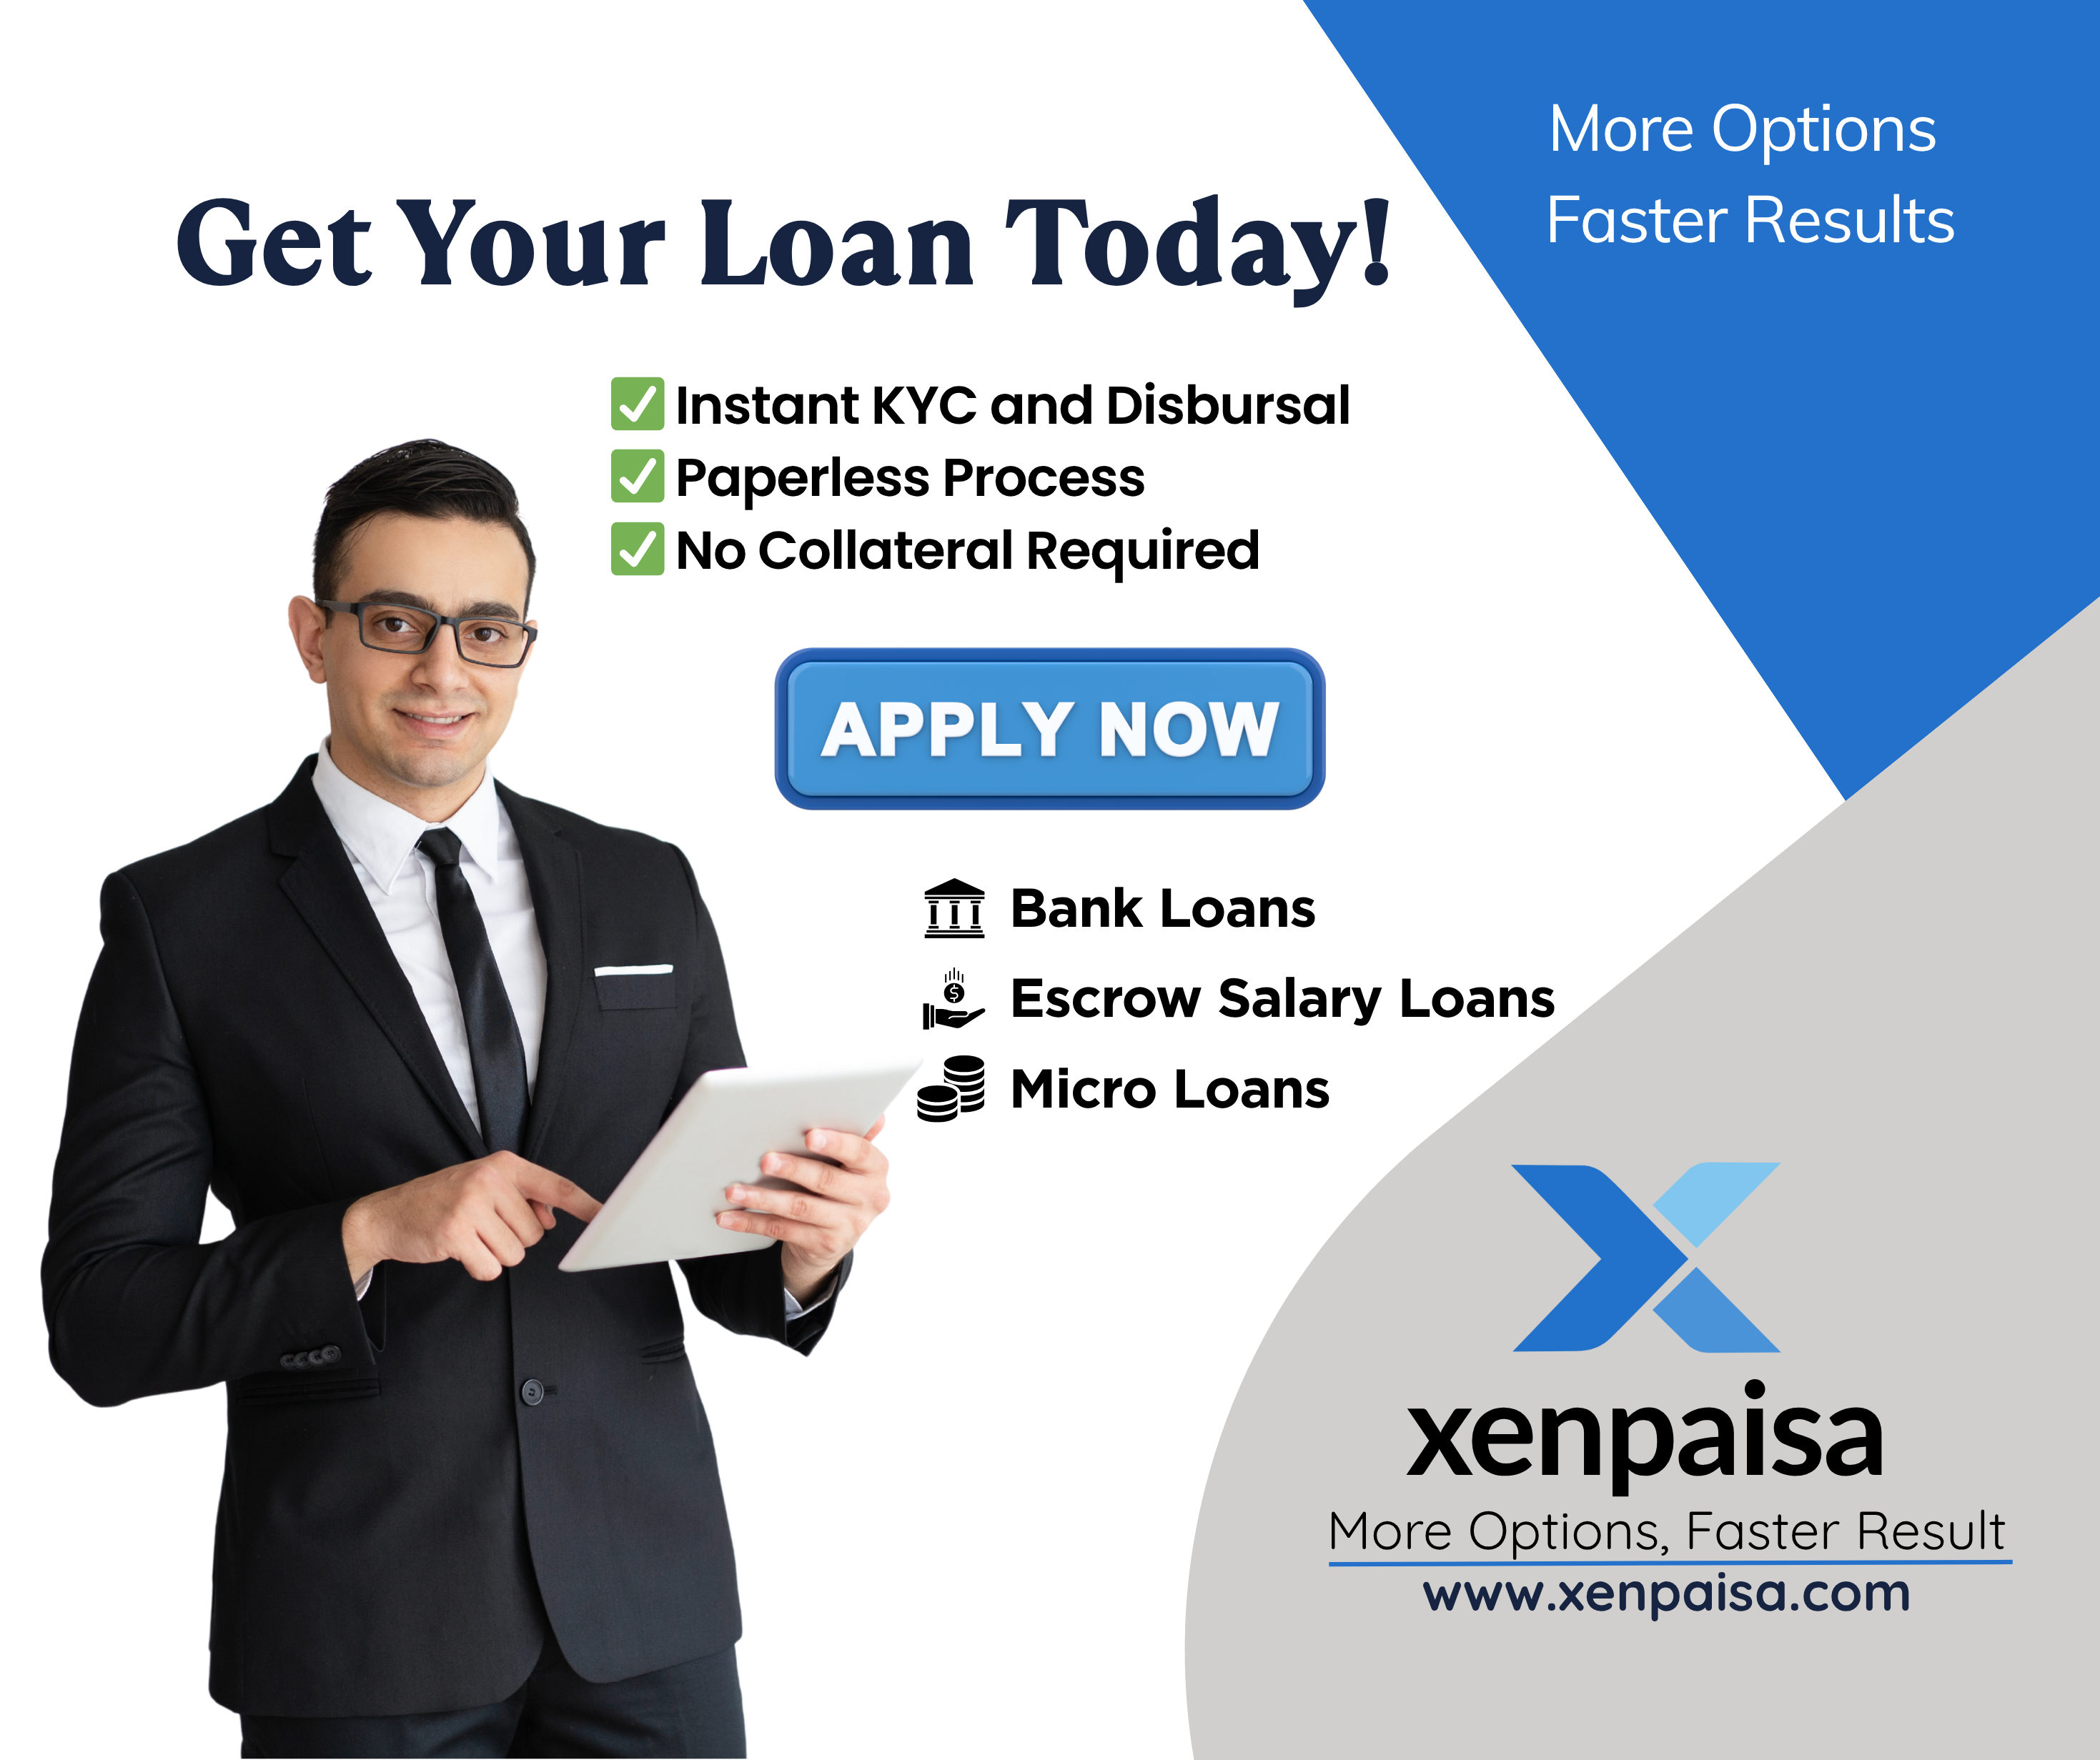 More Options
Faster Results
Get Your Loan Today!
Instant KYC and Disbursal
Paperless Process
No Collateral Required
APPLY NOW
Bank Loans
Escrow Salary Loans
Micro Loans
xenpaisa
More Options, Faster Result
www.xenpaisa.com